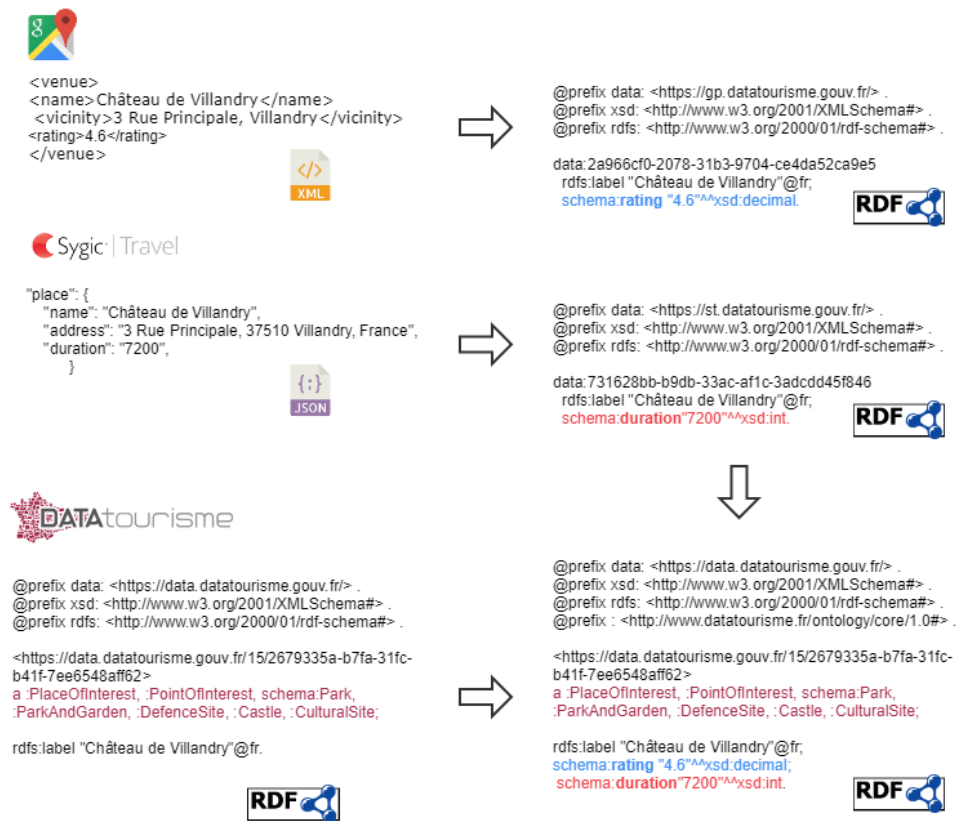 g
<venue>
<name>Château de Villandry</name>
<vicinity>3 Rue Principale, Villandry</vicinity>
<rating>4.6</rating>
</venue>
</>
XML
@prefix data: <https://gp.datatourisme.gouv.fr/> .
@prefix xsd: <http://www.w3.org/2001/XMLSchema#> .
@prefix rdfs: <http://www.w3.org/2000/01/rdf-schema#> .
data:2a966cf0-2078-31b3-9704-ce4da52ca9e5
rdfs:label "Château de Villandry"@fr;
schema:rating "4.6"^^xsd:decimal.
RDF
Sygic | Travel
"place": {
"name": "Château de Villandry",
"address": "3 Rue Principale, 37510 Villandry, France",
"duration": "7200",
}
{;}
JSON
@prefix data: <https://st.datatourisme.gouv.fr/> .
@prefix xsd: <http://www.w3.org/2001/XMLSchema#> .
@prefix rdfs: <http://www.w3.org/2000/01/rdf-schema#> .
data:731628bb-b9db-33ac-af1c-3adcdd45f846
rdfs:label "Château de Villandry"@fr;
schema:duration"7200"^^xsd:int.
RDF
DATAtourisme
@prefix data: <https://data.datatourisme.gouv.fr/> .
@prefix xsd: <http://www.w3.org/2001/XMLSchema#> .
@prefix rdfs: <http://www.w3.org/2000/01/rdf-schema#> .
<https://data.datatourisme.gouv.fr/15/2679335a-b7fa-31fc-
b41f-7ee6548aff62>
a :PlaceOfInterest, :PointOfInterest, schema:Park,
:ParkAndGarden, :DefenceSite, :Castle, :CulturalSite;
rdfs:label "Château de Villandry"@fr.
RDF
@prefix data: <https://data.datatourisme.gouv.fr/> .
@prefix xsd: <http://www.w3.org/2001/XMLSchema#> .
@prefix rdfs: <http://www.w3.org/2000/01/rdf-schema#> .
@prefix : <http://www.datatourisme.fr/ontology/core/1.0#> .
<https://data.datatourisme.gouv.fr/15/2679335a-b7fa-31fc-
b41f-7ee6548aff62>
a :PlaceOfInterest, :PointOfInterest, schema:Park,
:ParkAndGarden, :DefenceSite, :Castle, :CulturalSite;
rdfs:label "Château de Villandry"@fr;
schema:rating "4.6"^^xsd:decimal;
schema:duration"7200"^^xsd:int.
RDF